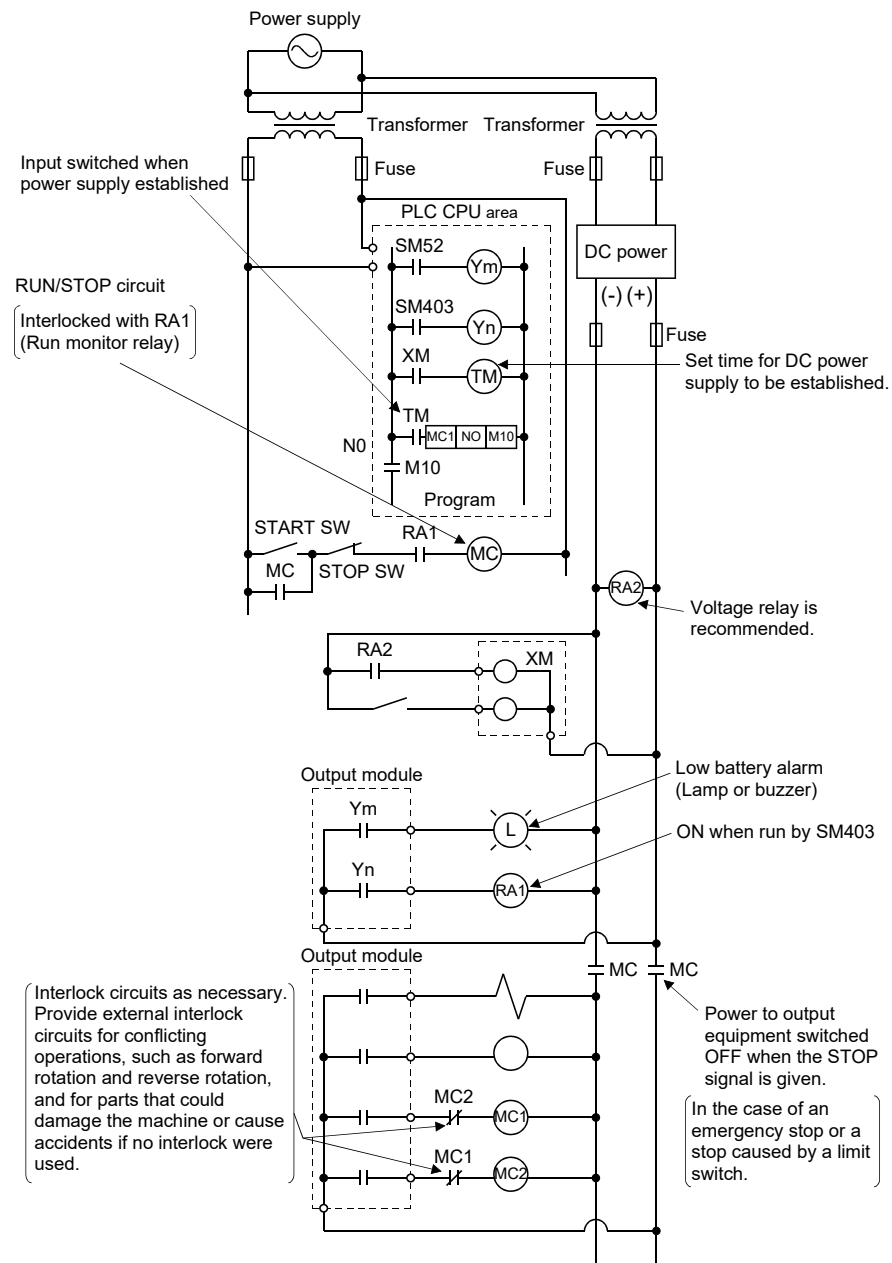 Power supply
Transformer
Transformer
Input switched when
power supply established
Fuse
Fuse
PLC CPU area
SM52
Ym
DC power
RUN/STOP circuit
(-) (+)
Interlocked with RA1
(Run monitor relay)
SM403
Yn
Fuse
XM
TM
Set time for DC power
supply to be established.
TM
MC1 NO M10
N0
M10
Program
START SW
RA1
MC
MC
STOP SW
RA2
Voltage relay is
recommended.
RA2
XM
Low battery alarm
(Lamp or buzzer)
Output module
Ym
L
ON when run by SM403
Yn
RA1
Output module
MC
MC
Interlock circuits as necessary.
Provide external interlock
circuits for conflicting
operations, such as forward
rotation and reverse rotation,
and for parts that could
damage the machine or cause
accidents if no interlock were
used.
Power to output
equipment switched
OFF when the STOP
signal is given.
MC2
MC1
In the case of an
emergency stop or a
stop caused by a limit
switch.
MC1
MC2